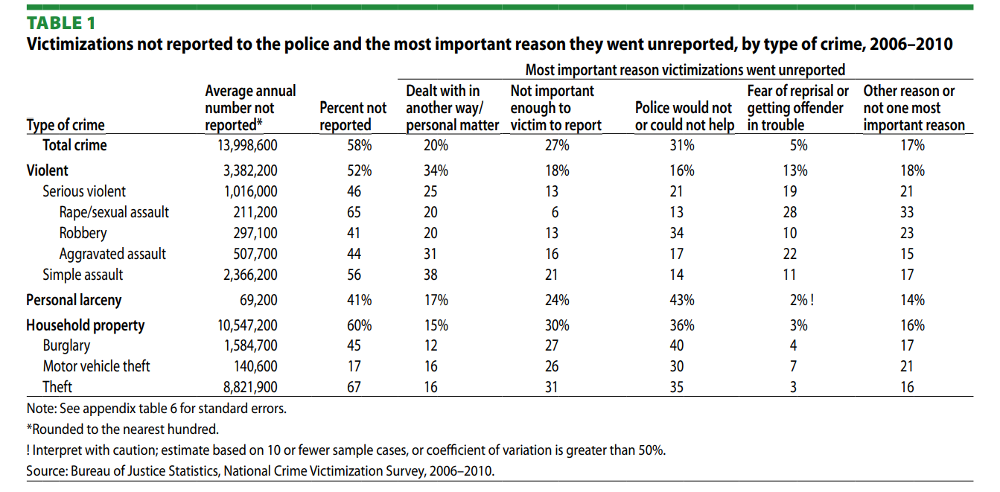 TABLE 1
Victimizations not reported to the police and the most important reason they went unreported, by type of crime, 2006–2010
Most important reason victimizations went unreported
Type of crime Average annual number not reported* Percent not reported Dealt with in another way/ personal matter Not important enough to victim to report Police would not or could not help Fear of reprisal or getting offender in trouble Other reason or not one most important reason
Total crime 13,998,600 58% 20% 27% 31% 5% 17%
Violent 3,382,200 52% 34% 18% 16% 13% 18%
Serious violent 1,016,000 46 25 13 21 19 21
Rape/sexual assault 211,200 65 20 6 13 28 33
Robbery 297,100 41 20 13 34 10 23
Aggravated assault 507,700 44 31 16 17 22 15
Simple assault 2,366,200 56 38 21 14 11 17
Personal larceny 69,200 41% 17% 24% 43% 2% ! 14%
Household property 10,547,200 60% 15% 30% 36% 3% 16%
Burglary 1,584,700 45 12 27 40 4 17
Motor vehicle theft 140,600 17 16 26 30 7 21
Theft 8,821,900 67 16 31 35 3 16
Note: See appendix table 6 for standard errors.
*Rounded to the nearest hundred.
! Interpret with caution; estimate based on 10 or fewer sample cases, or coefficient of variation is greater than 50%.
Source: Bureau of Justice Statistics, National Crime Victimization Survey, 2006–2010.